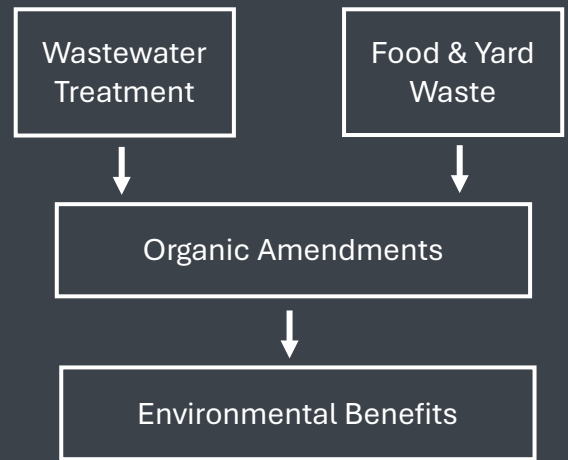 Wastewater
Treatment
Food & Yard
Waste
Organic Amendments
Environmental Benefits